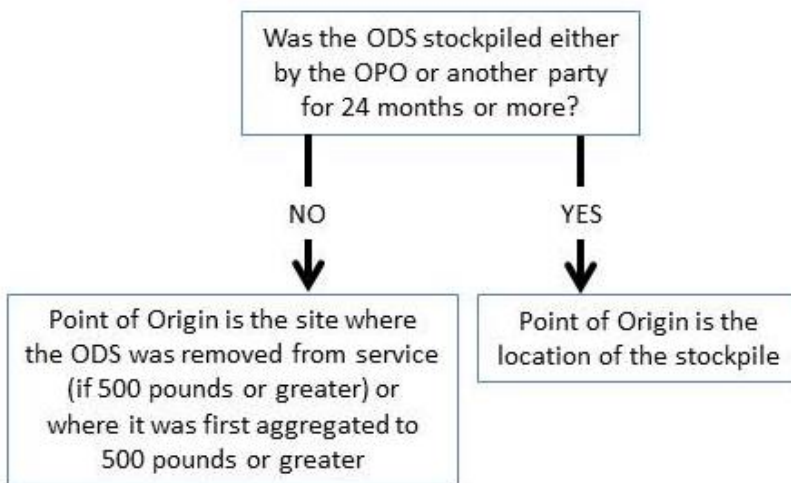 Was the ODS stockpiled either
by the OPO or another party
for 24 months or more?
NO
YES
Point of Origin is the site where
the ODS was removed from service
(if 500 pounds or greater) or
where it was first aggregated to
500 pounds or greater
Point of Origin is the
location of the stockpile